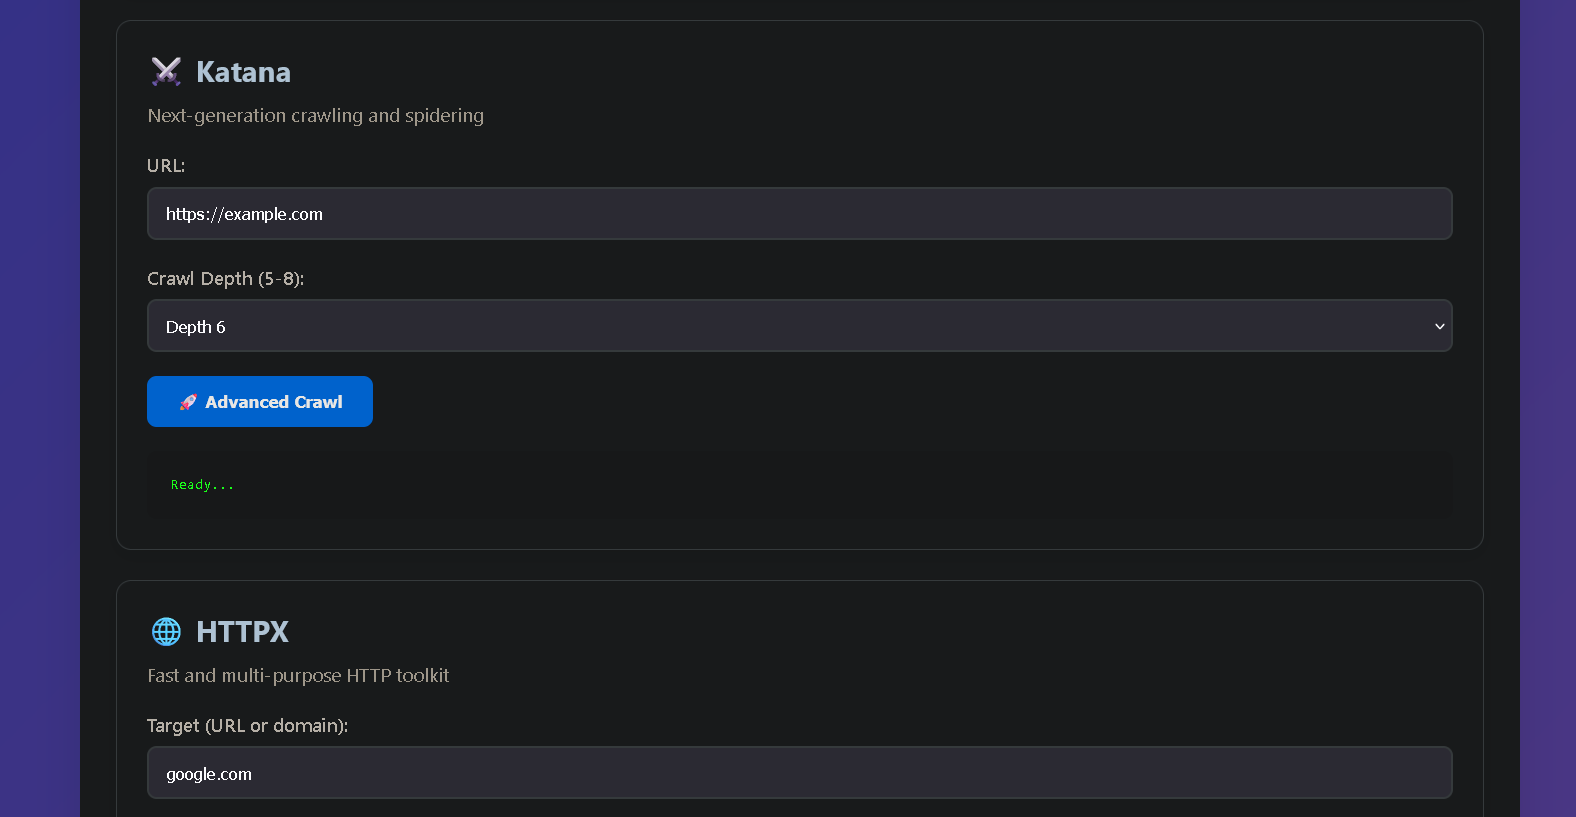 Katana
Next-generation crawling and spidering
URL:
https://example.com
Crawl Depth (5-8):
Depth 6
🚀 Advanced Crawl
Ready...
HTTPX
Fast and multi-purpose HTTP toolkit
Target (URL or domain):
google.com